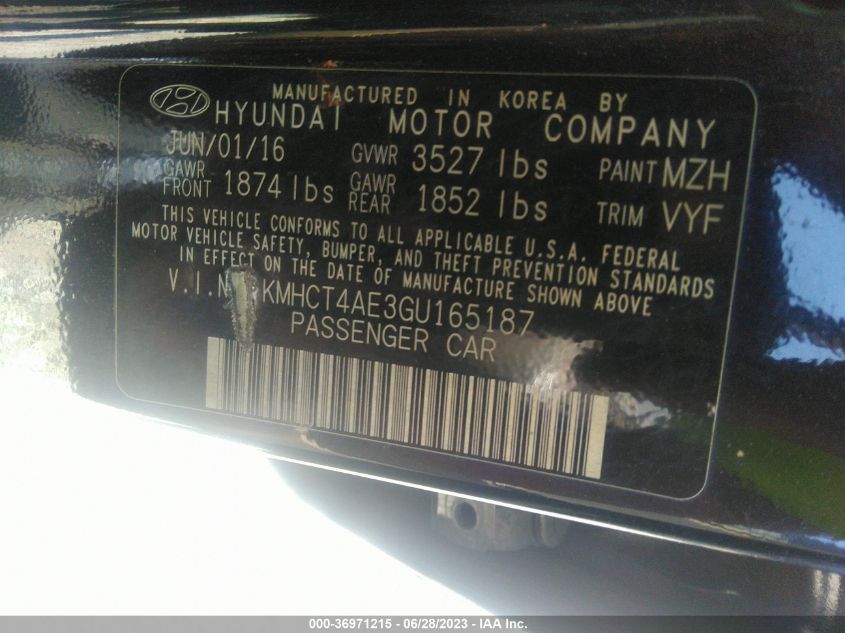 MANUFACTURED IN KOREA BY
HYUNDAI MOTOR COMPANY
JUN/01/16 GVWR 3527 lbs PAINT MZH
GAWR FRONT 1874 lbs GAWR REAR 1852 lbs TRIM VYF
THIS VEHICLE CONFORMS TO ALL APPLICABLE U.S.A. FEDERAL
MOTOR VEHICLE SAFETY, BUMPER, AND THEFT PREVENTION STANDARDS
IN EFFECT ON THE DATE OF MANUFACTURE SHOWN ABOVE
V.I.N KMHCT4AE3GU165187
PASSENGER CAR
000-36971215 - 06/28/2023 - IAA Inc.